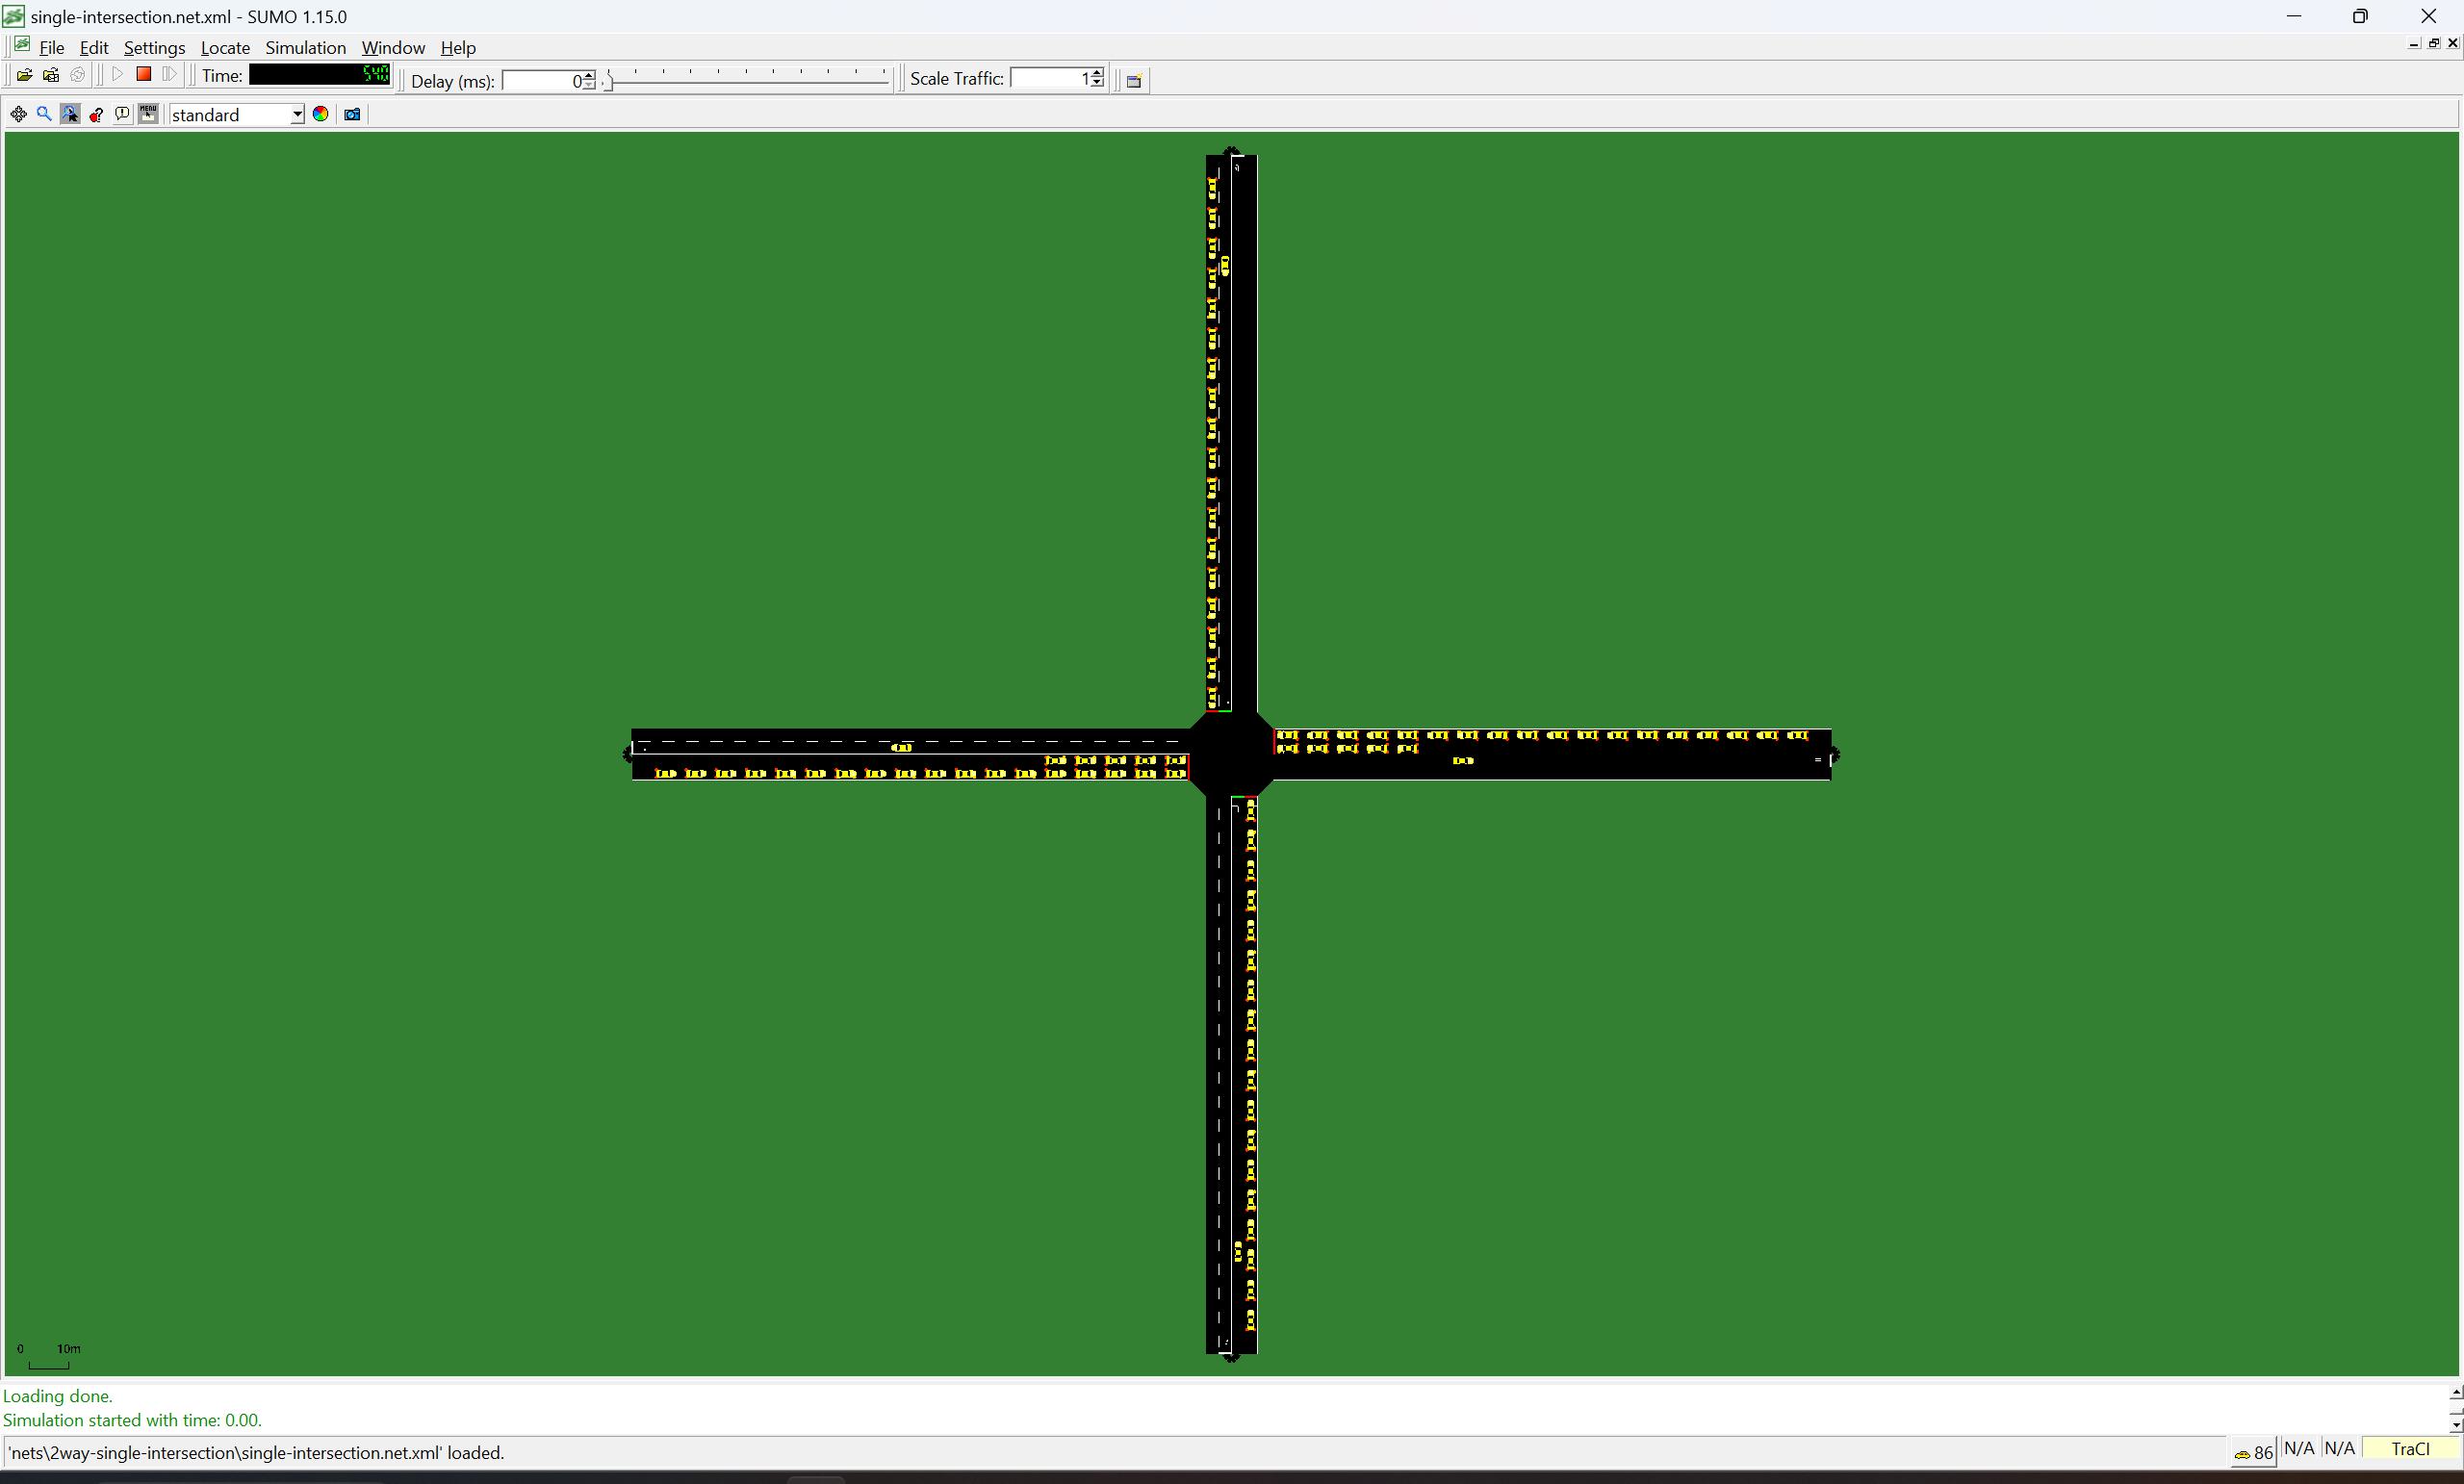 single-intersection.net.xml - SUMO 1.15.0
File Edit Settings Locate Simulation Window Help
Time: 540 Delay (ms): 0 Scale Traffic: 1
MENU standard
0 10m
Loading done.
Simulation started with time: 0.00.
'nets\2way-single-intersection\single-intersection.net.xml' loaded. 86 N/A N/A TraCI